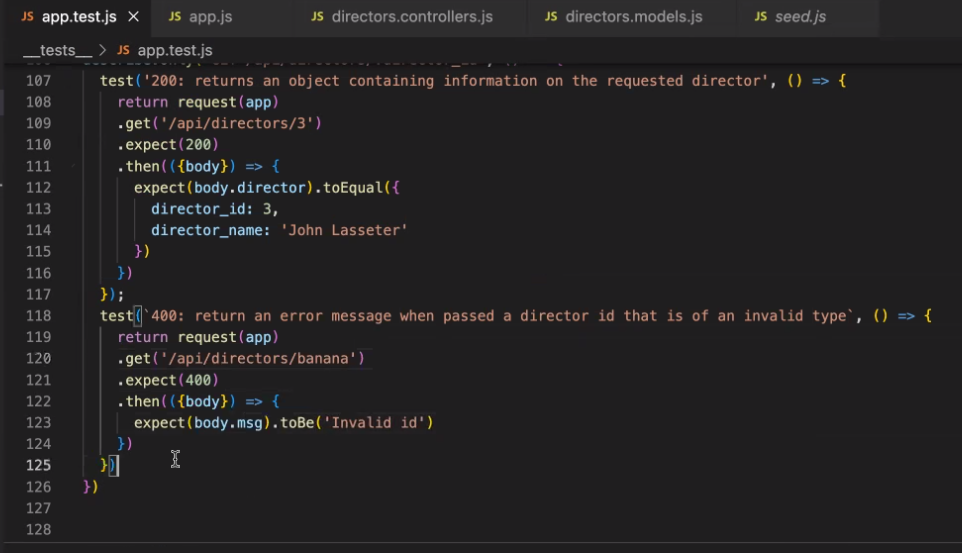 JS app.test.js × JS app.js JS directors.controllers.js JS directors.models.js JS seed.js
__tests__ > JS app.test.js
107 test('200: returns an object containing information on the requested director', () => {
108 return request(app)
109 .get('/api/directors/3')
110 .expect(200)
111 .then(({body}) => {
112 expect(body.director).toEqual({
113 director_id: 3,
114 director_name: 'John Lasseter'
115 })
116 })
117 });
118 test(`400: return an error message when passed a director id that is of an invalid type`, () => {
119 return request(app)
120 .get('/api/directors/banana')
121 .expect(400)
122 .then(({body}) => {
123 expect(body.msg).toBe('Invalid id')
124 })
125 })
126 })
127
128